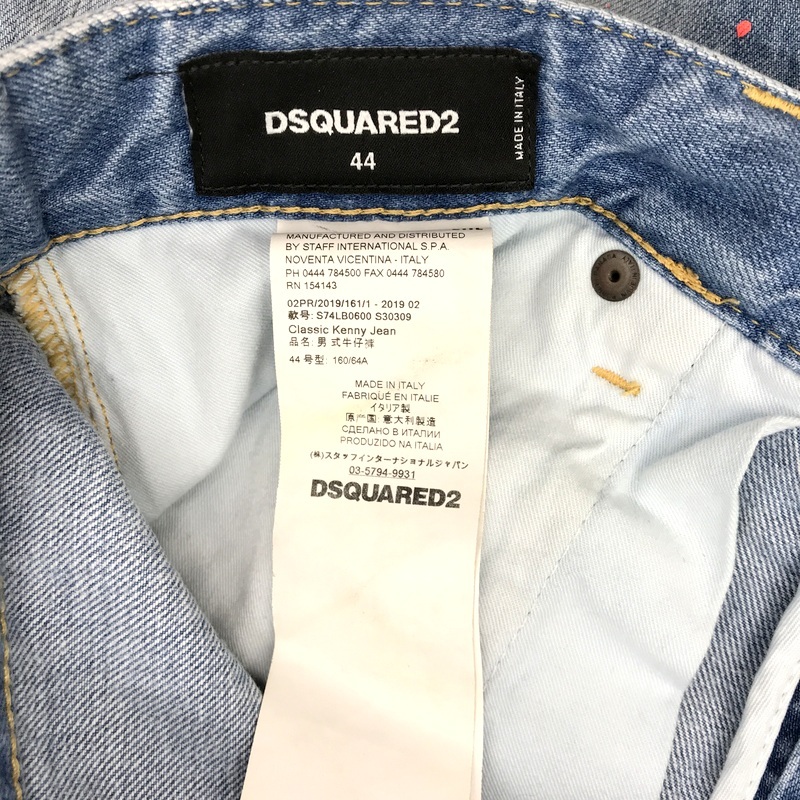 DSQUARED2
44
MADE IN ITALY
MANUFACTURED AND DISTRIBUTED
BY STAFF INTERNATIONAL S.P.A.
NOVENTA VICENTINA - ITALY
PH 0444 784500 FAX 0444 784580
RN 154143
02PR/2019/161/1 - 2019 02
款号: S74LB0600 S30309
Classic Kenny Jean
品名: 男 式牛仔裤
44 号型: 160/64A
MADE IN ITALY
FABRIQUÉ EN ITALIE
イタリア製
原产国: 意大利製造
СДЕЛАНО В ИТАЛИИ
PRODUZIDO NA ITALIA
(株)スタッフインターナショナルジャパン
03-5794-9931
DSQUARED2